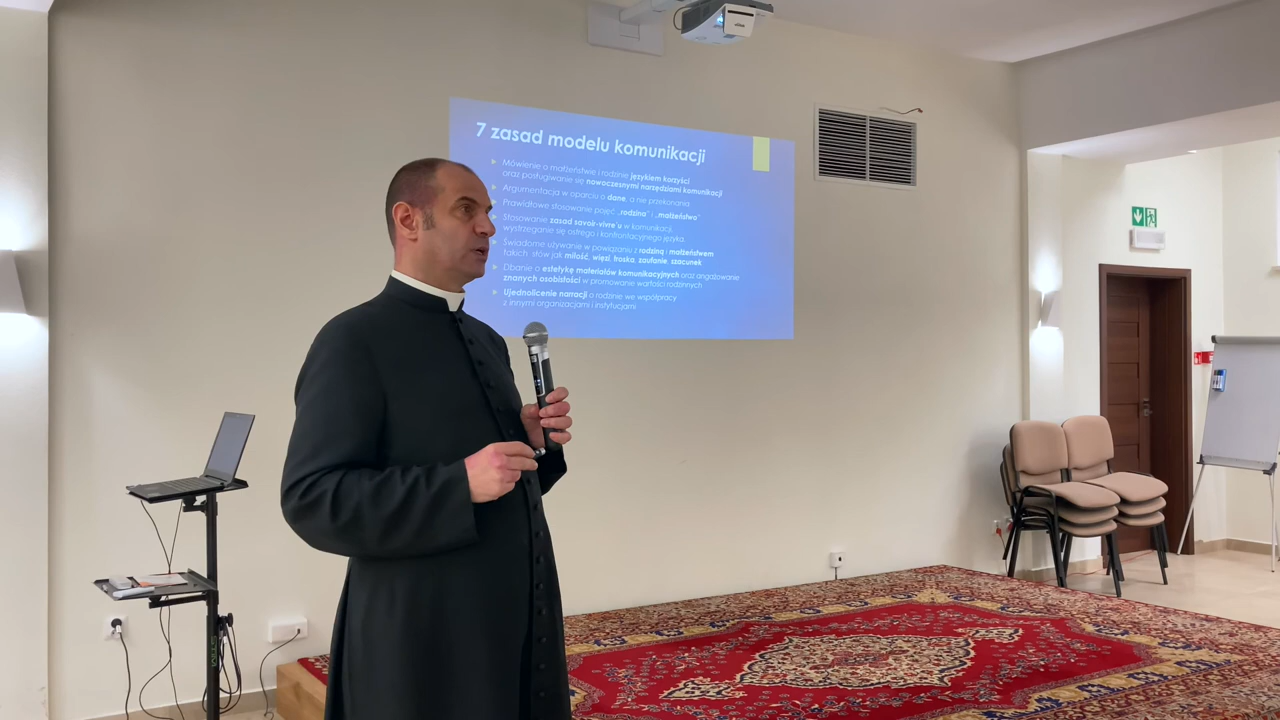 7 zasad modelu komunikacji
Mówienie o małżeństwie i rodzinie językiem korzyści
oraz posługiwanie się nowoczesnymi narzędziami komunikacji
Argumentacja w oparciu o dane, a nie przekonania
Prawidłowe stosowanie pojęć „rodzina” i „małżeństwo”
Stosowanie zasad savoir-vivre'u w komunikacji,
wystrzeganie się ostrego i konfrontacyjnego języka.
Świadome używanie w powiązaniu z rodziną i małżeństwem
takich słów jak miłość, więzi, troska, zaufanie, szacunek
Dbanie o estetykę materiałów komunikacyjnych oraz angażowanie
znanych osobistości w promowanie wartości rodzinnych
Ujednolicenie narracji o rodzinie we współpracy
z innymi organizacjami i instytucjami